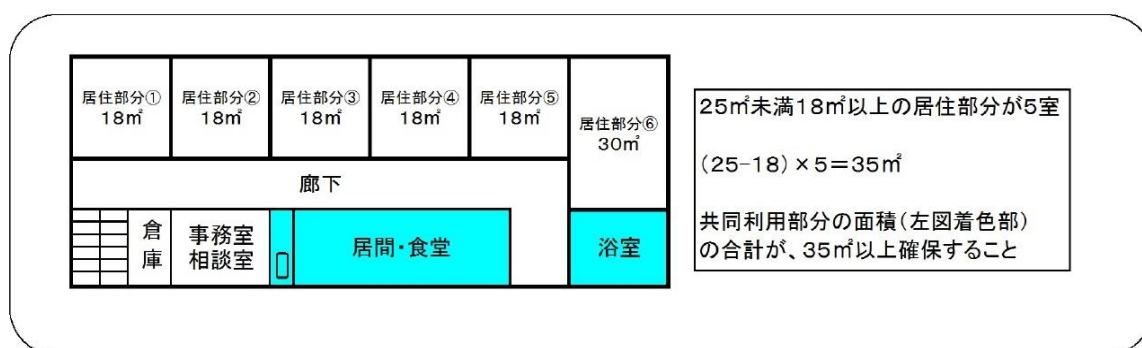 居住部分①
18㎡
居住部分②
18㎡
居住部分③
18㎡
居住部分④
18㎡
居住部分⑤
18㎡
居住部分⑥
30㎡
廊下
倉庫
事務室
相談室
居間・食堂
浴室
25㎡未満18㎡以上の居住部分が5室
(25-18)×5=35㎡
共同利用部分の面積(左図着色部)
の合計が、35㎡以上確保すること